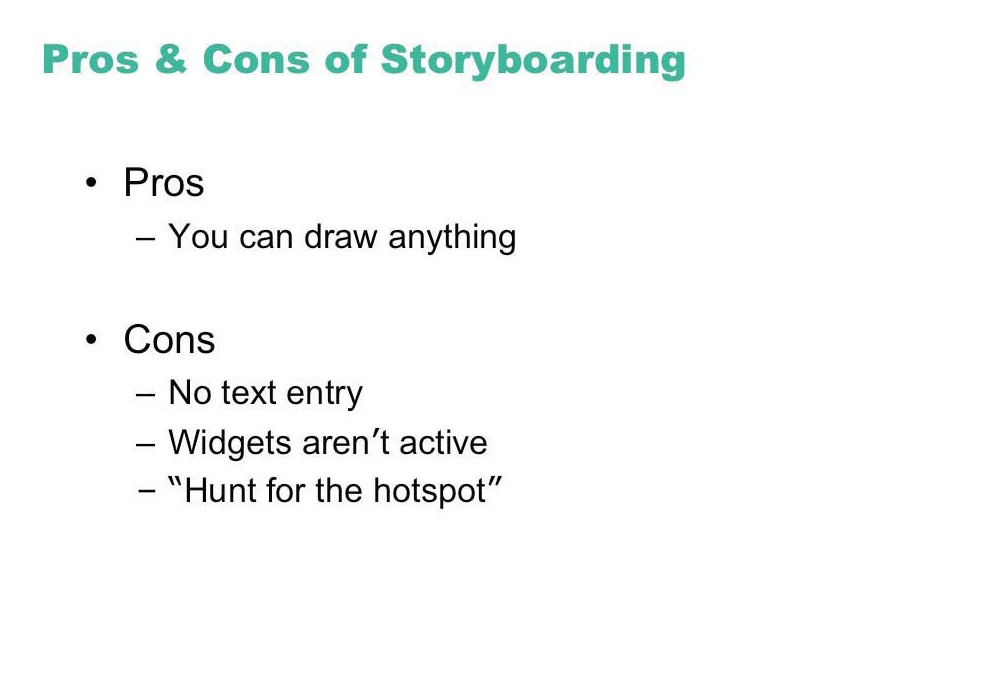 Pros & Cons of Storyboarding
• Pros
– You can draw anything
• Cons
– No text entry
– Widgets aren′t active
– “Hunt for the hotspot”